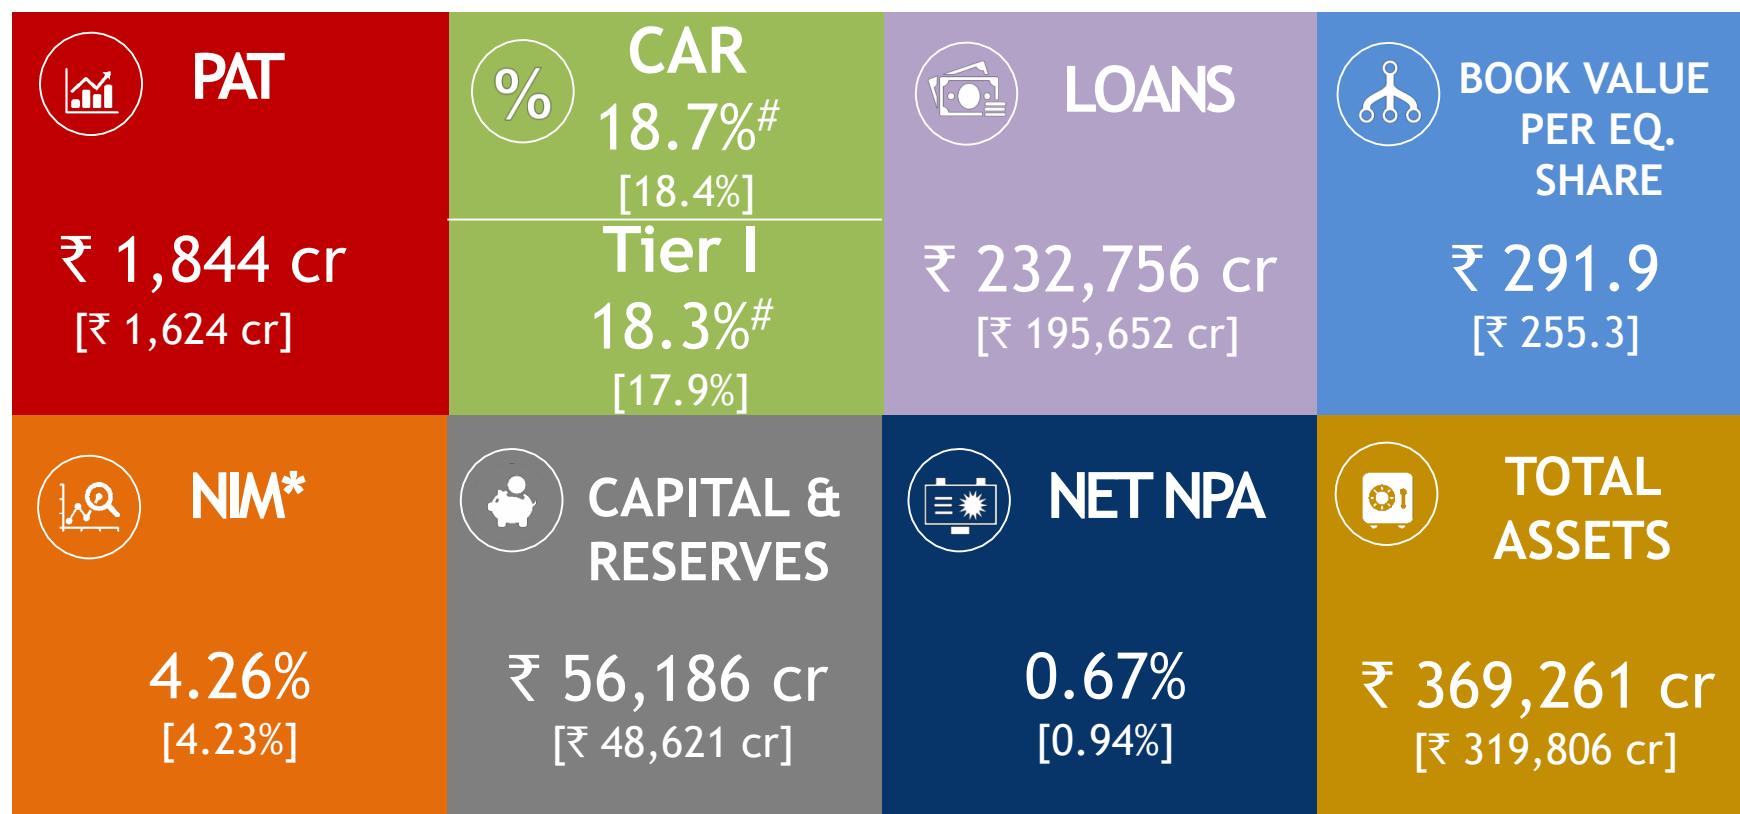 PAT
₹ 1,844 cr
[₹ 1,624 cr]
CAR
18.7%#
[18.4%]
Tier I
18.3%#
[17.9%]
LOANS
₹ 232,756 cr
[₹ 195,652 cr]
BOOK VALUE
PER EQ.
SHARE
₹ 291.9
[₹ 255.3]
NIM*
4.26%
[4.23%]
CAPITAL &
RESERVES
₹ 56,186 cr
[₹ 48,621 cr]
NET NPA
0.67%
[0.94%]
TOTAL
ASSETS
₹ 369,261 cr
[₹ 319,806 cr]